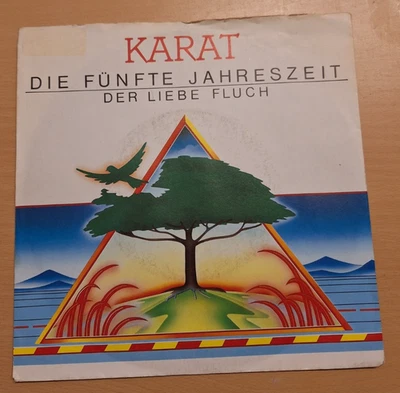 KARAT
DIE FÜNFTE JAHRESZEIT
DER LIEBE FLUCH